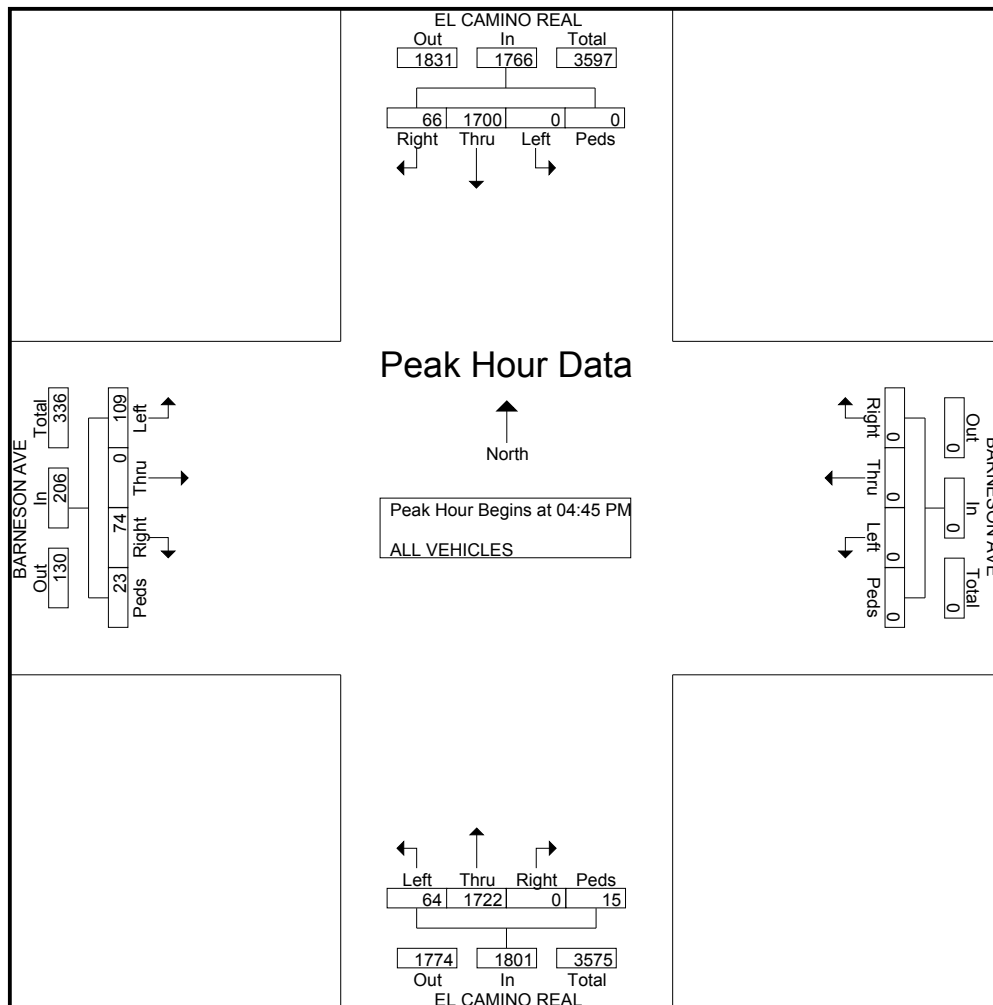 EL CAMINO REAL
Out In Total
1831 1766 3597
66 1700 0 0
Right Thru Left Peds
Peak Hour Data
North
Peak Hour Begins at 04:45 PM
ALL VEHICLES
BARNESON AVE
Out In Total
130 206 336
109 0 74 23
Left Thru Right Peds
BARNESON AVE
Out In Total
0 0 0
0 0 0 0
Right Thru Left Peds
Left Thru Right Peds
64 1722 0 15
1774 1801 3575
Out In Total
EL CAMINO REAL